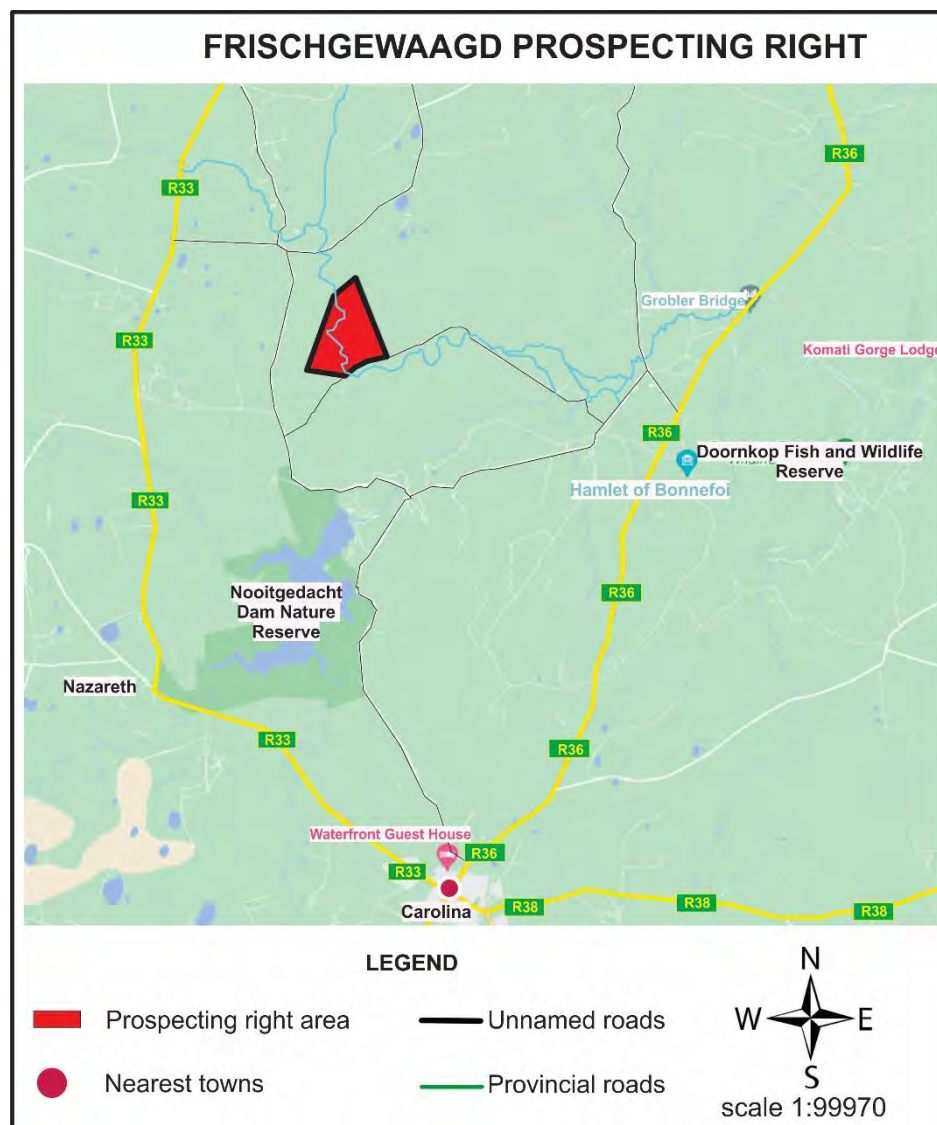 FRISCHGEWAAGD PROSPECTING RIGHT
R36
R33
Grobler Bridge
R33
Komati Gorge Lodge
R36
Doornkop Fish and Wildlife
Reserve
Hamlet of Bonnefoi
R33
R36
Nooitgedacht
Dam Nature
Reserve
Nazareth
R33
R36
Waterfront Guest House
R36
R33
Carolina
R38
R38
R38
LEGEND
Prospecting right area
Unnamed roads
Nearest towns
Provincial roads
N
W
E
S
scale 1:99970